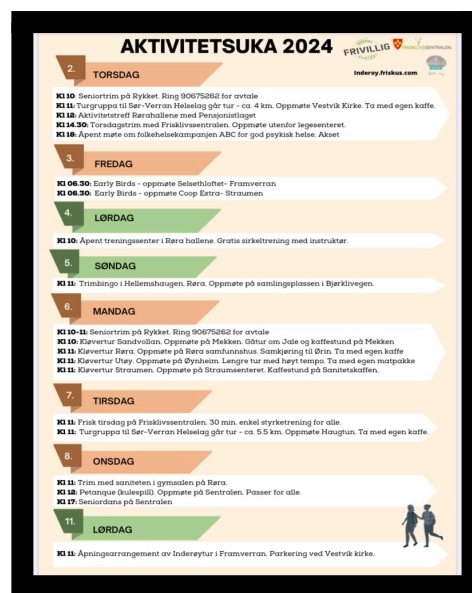 AKTIVITETSUKA 2024
FRIVILLIG
FRISKLIVSSENTRALEN
Inderoy.friskus.com
2.
TORSDAG
Kl 10. Seniortrim på Rykket. Ring 90675262 for avtale
Kl 11: Turgruppa til Sør-Verran Helselag går tur - ca. 4 km. Oppmøte Vestvik Kirke. Ta med egen kaffe.
Kl 12: Aktivitetstreff Rørahallene med Pensjonistlaget
Kl 14.30: Torsdagstrim med Frisklivssentralen. Oppmøte utenfor legesenteret.
Kl 18: Åpent møte om folkehelsekampanjen ABC for god psykisk helse. Akset
3.
FREDAG
Kl 06.30: Early Birds - oppmøte Selsethloftet- Framverran
Kl 06.30: Early Birds - oppmøte Coop Extra- Straumen
4.
LØRDAG
Kl 10: Åpent treningssenter i Røra hallene. Gratis sirkeltrening med instruktør.
5.
SØNDAG
Kl 11: Trimbingo i Hellemshaugen, Røra. Oppmøte på samlingsplassen i Bjørklivegen.
6.
MANDAG
Kl 10-11: Seniortrim på Rykket. Ring 90675262 for avtale
Kl 10: Kløvertur Sandvollan. Oppmøte på Mekken. Gåtur om Jale og kaffestund på Mekken
Kl 11: Kløvertur Røra. Oppmøte på Røra samfunnshus. Samkjøring til Ørin. Ta med egen kaffe
Kl 11: Kløvertur Utøy. Oppmøte på Øynheim. Lengre tur med høyt tempo. Ta med egen matpakke
Kl 11: Kløvertur Straumen. Oppmøte på Straumsenteret. Kaffestund på Sanitetskaffen.
7.
TIRSDAG
Kl 11: Frisk tirsdag på Frisklivssentralen. 30 min. enkel styrketrening for alle.
Kl 11: Turgruppa til Sør-Verran Helselag går tur - ca. 5.5 km. Oppmøte Haugtun. Ta med egen kaffe.
8.
ONSDAG
Kl 11: Trim med saniteten i gymsalen på Røra.
Kl 12: Petanque (kulespill). Oppmøte på Sentralen. Passer for alle.
Kl 17: Seniordans på Sentralen
11.
LØRDAG
Kl 11: Åpningsarrangement av Inderøytur i Framverran. Parkering ved Vestvik kirke.